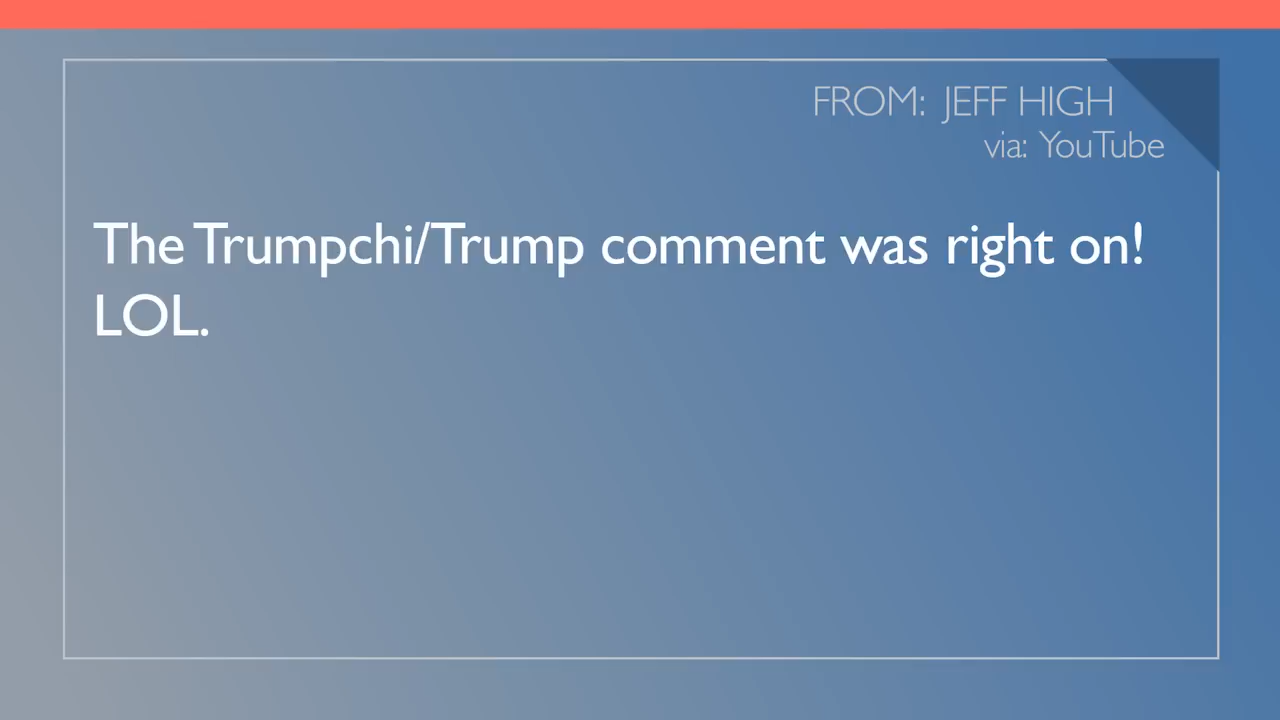 FROM: JEFF HIGH
via: YouTube
The Trumpchi/Trump comment was right on!
LOL.